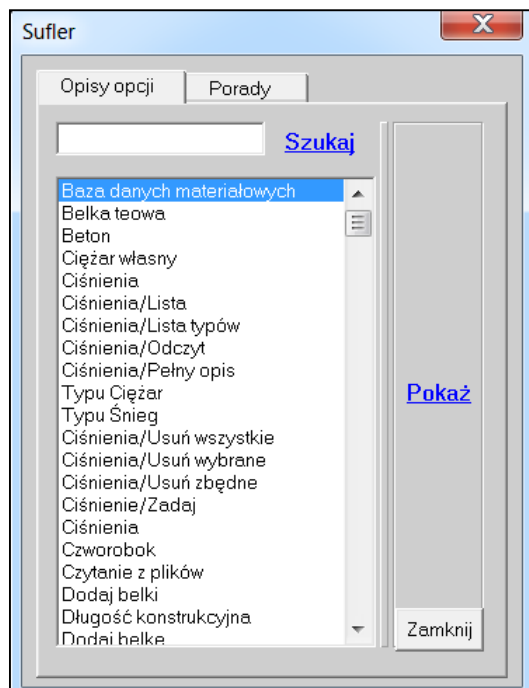 Sufler
Opisy opcji
Porady
Szukaj
Baza danych materiałowych
Belka teowa
Beton
Ciężar własny
Ciśnienia
Ciśnienia/Lista
Ciśnienia/Lista typów
Ciśnienia/Odczyt
Ciśnienia/Pełny opis
Typu Ciężar
Typu Śnieg
Ciśnienia/Usuń wszystkie
Ciśnienia/Usuń wybrane
Ciśnienia/Usuń zbędne
Ciśnienie/Zadaj
Ciśnienia
Czworobok
Czytanie z plików
Dodaj belki
Długość konstrukcyjna
Dodaj belkę
Pokaż
Zamknij